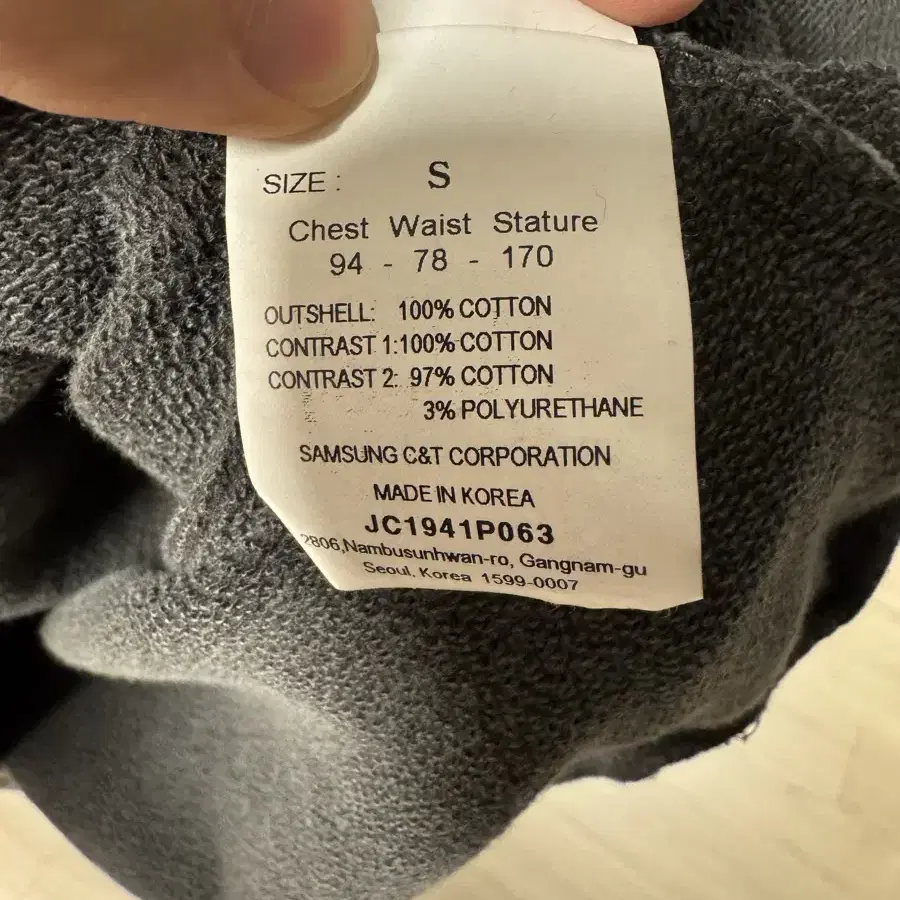 SIZE : S
Chest Waist Stature
94 - 78 - 170
OUTSHELL: 100% COTTON
CONTRAST 1:100% COTTON
CONTRAST 2: 97% COTTON
3% POLYURETHANE
SAMSUNG C&T CORPORATION
MADE IN KOREA
JC1941P063
2806,Nambusunhwan-ro, Gangnam-gu
Seoul, Korea 1599-0007